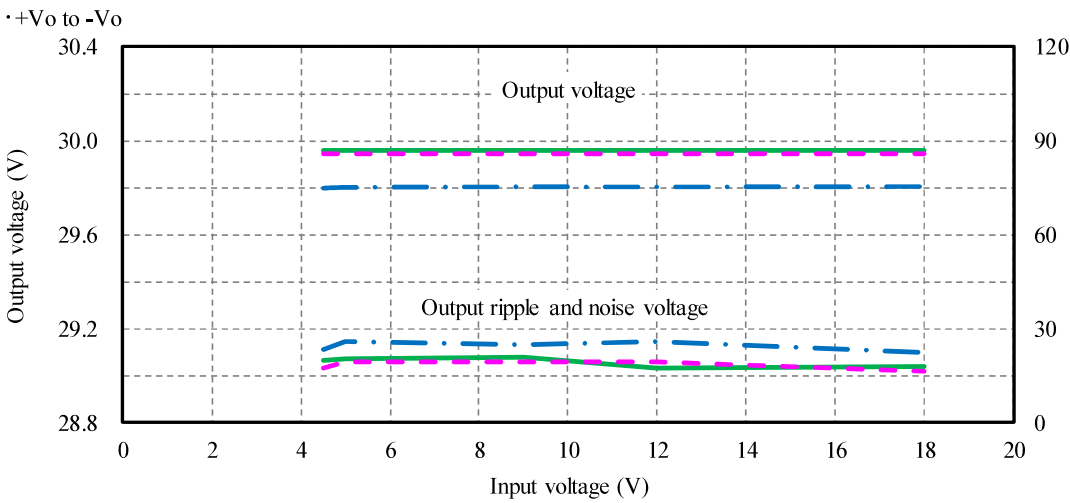 ·+Vo to -Vo
30.4
30.0
29.6
29.2
28.8
Output voltage (V)
Output voltage
Output ripple and noise voltage
120
90
60
30
0
0 2 4 6 8 10 12 14 16 18 20
Input voltage (V)